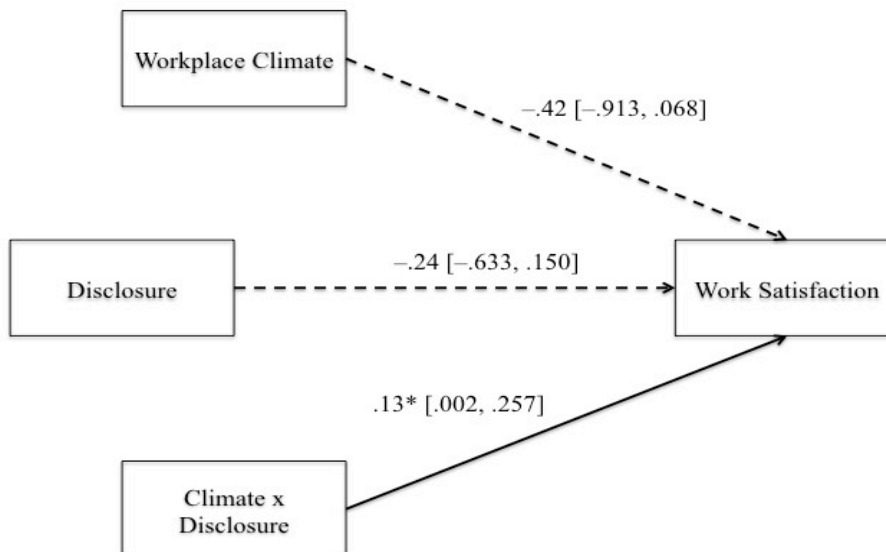 Workplace Climate
–.42 [–.913, .068]
–.24 [–.633, .150]
Disclosure
Work Satisfaction
.13* [.002, .257]
Climate x
Disclosure